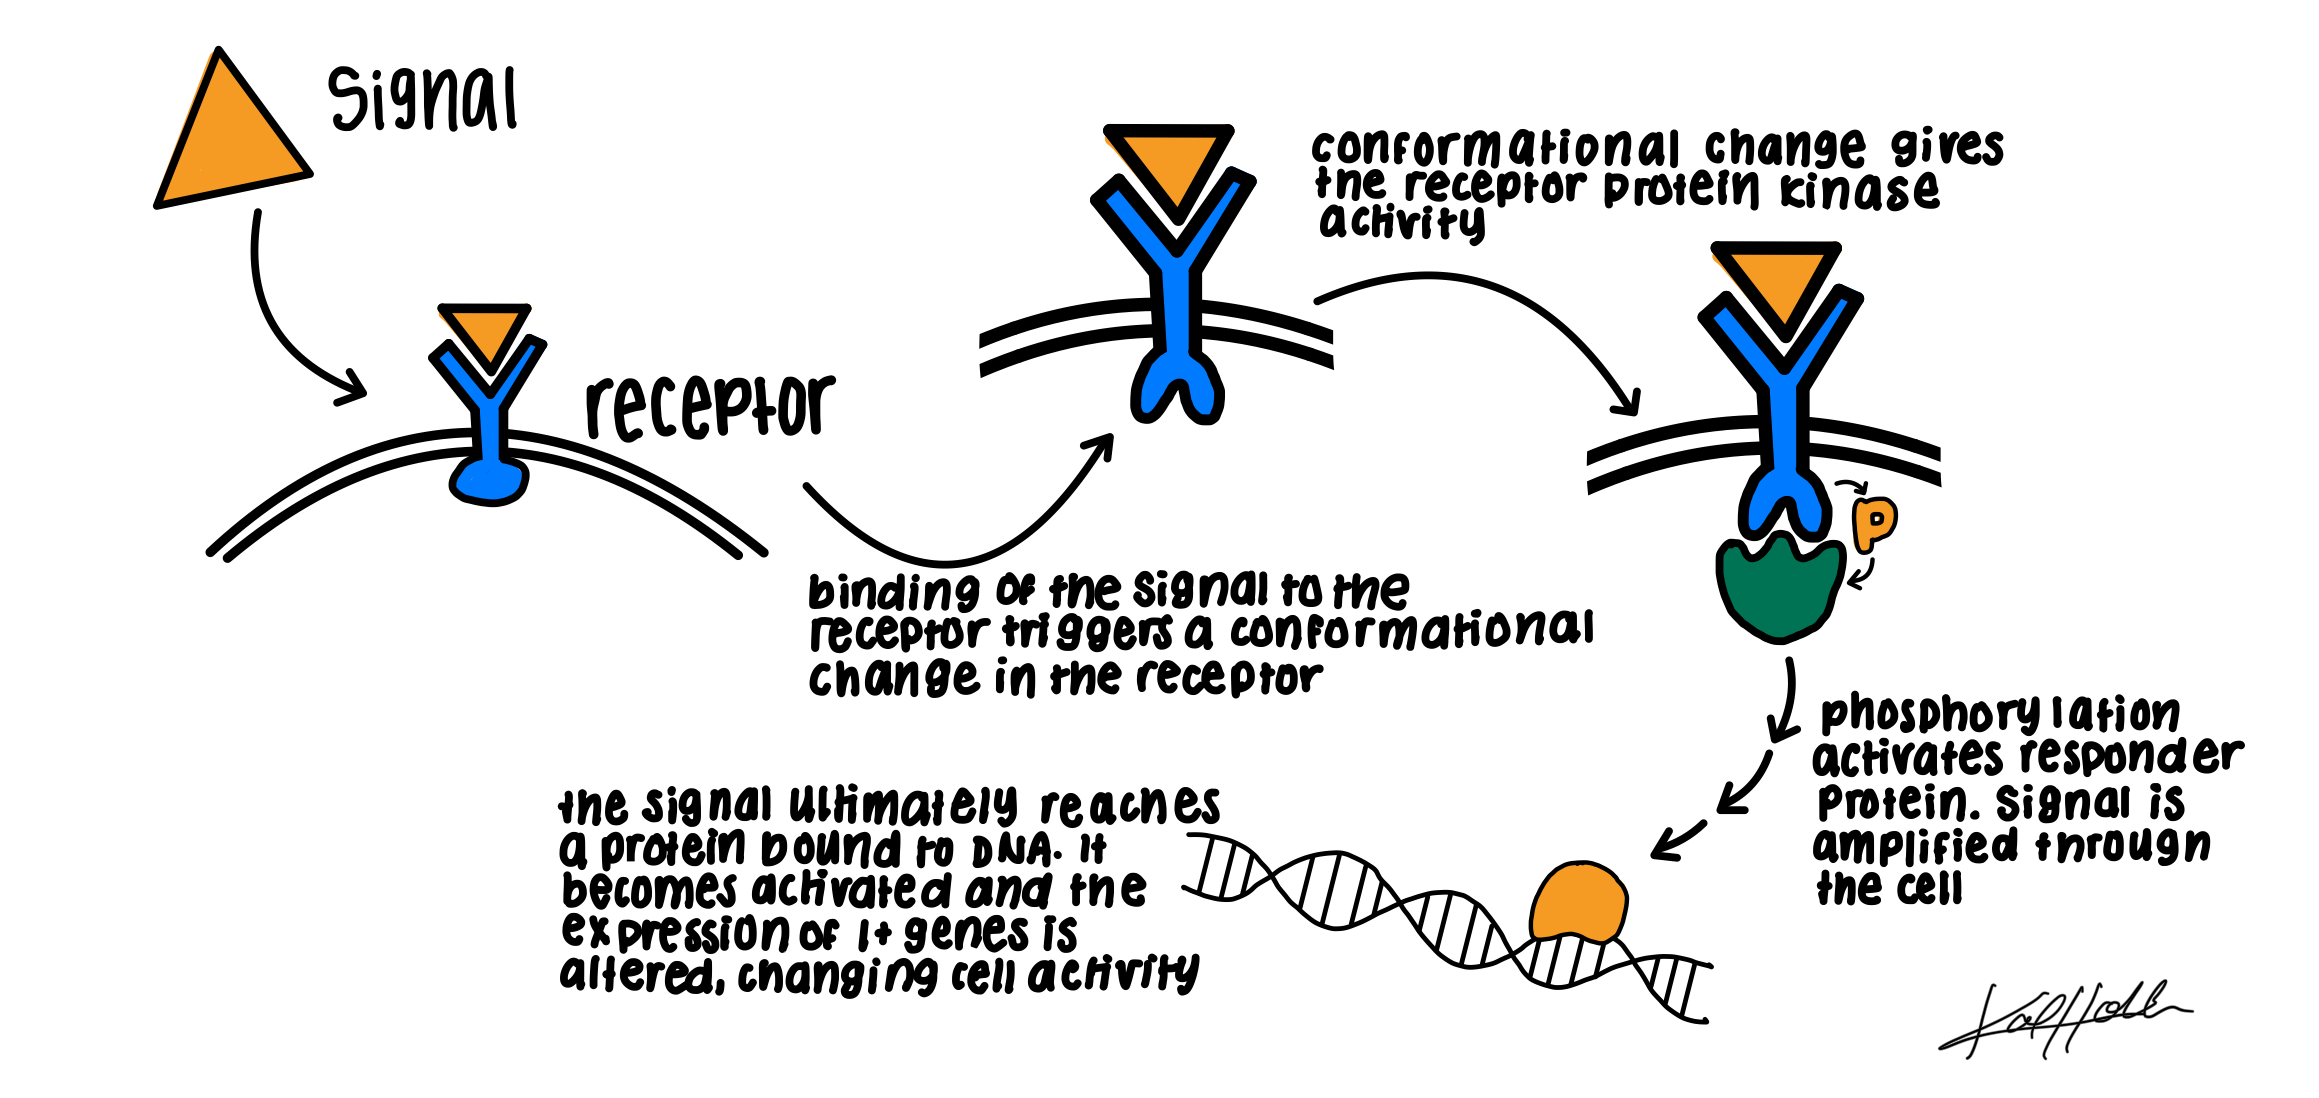 signal
receptor
binding of the signal to the
receptor triggers a conformational
change in the receptor
conformational change gives
the receptor protein kinase
activity
P
phosphorylation
activates responder
protein. signal is
amplified through
the cell
the signal ultimately reaches
a protein bound to DNA. It
becomes activated and the
expression of 1+ genes is
altered, changing cell activity